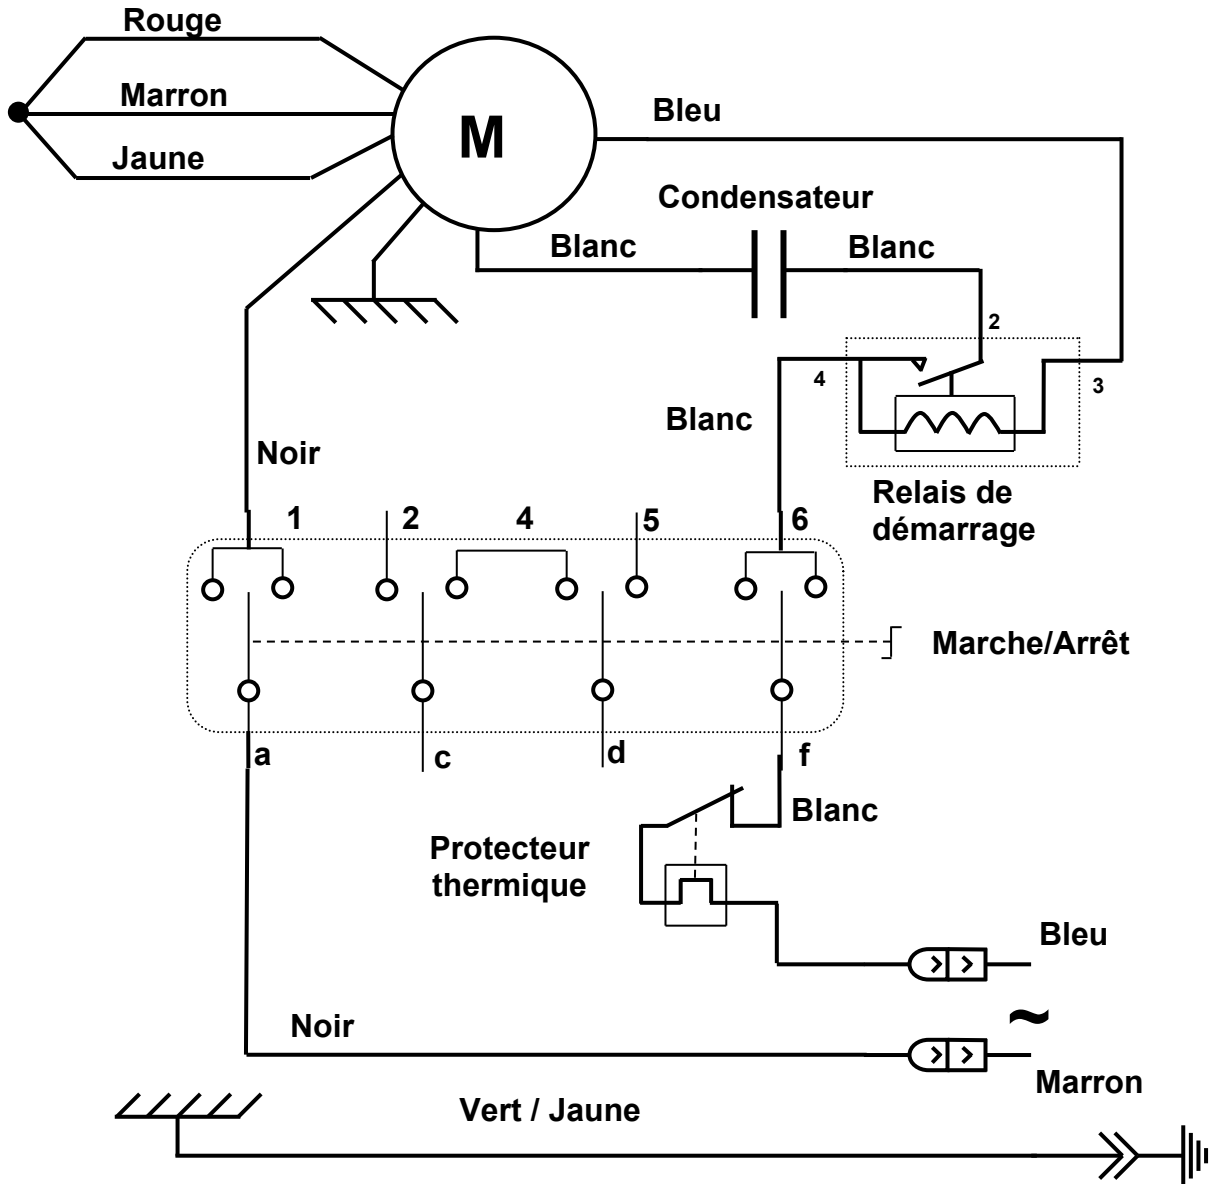 Rouge
Marron
Jaune
M
Bleu
Condensateur
Blanc
Blanc
2
4
3
Blanc
Noir
Relais de
démarrage
1
2
4
5
6
Marche/Arrêt
a
c
d
f
Blanc
Protecteur
thermique
Bleu
~
Noir
Marron
Vert / Jaune